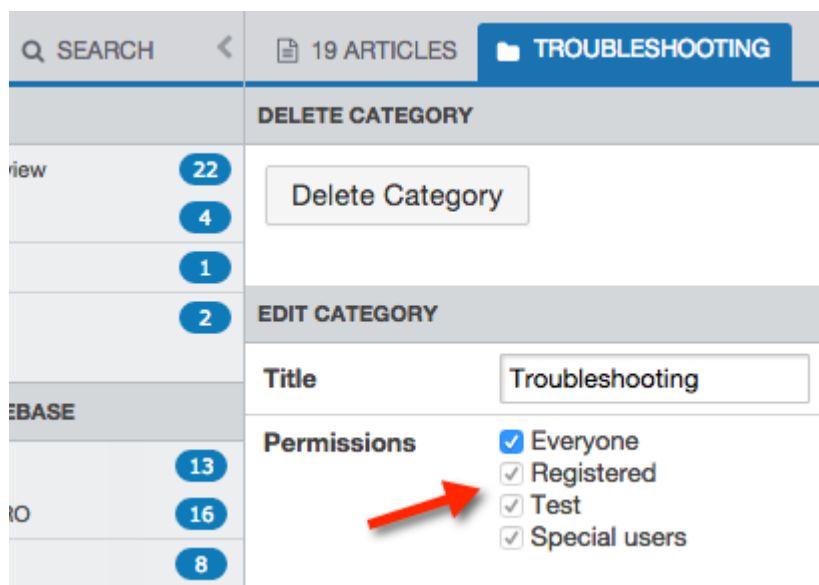 SEARCH
19 ARTICLES
TROUBLESHOOTING
DELETE CATEGORY
view
22
Delete Category
4
1
2
EDIT CATEGORY
Title
Troubleshooting
EBASE
Permissions
Everyone
13
Registered
Test
RO
16
Special users
8